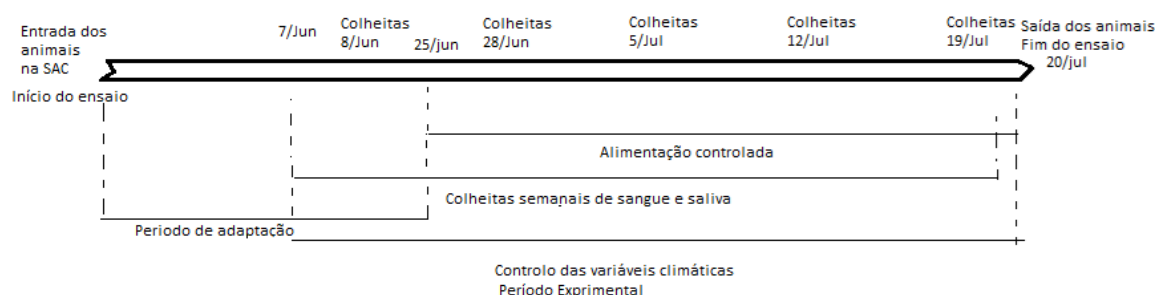 Entrada dos
animais
na SAC
Início do ensaio
7/Jun
Colheitas
8/Jun
25/jun
Colheitas
28/Jun
Colheitas
5/Jul
Colheitas
12/Jul
Colheitas
19/Jul
Saída dos animais
Fim do ensaio
20/jul
Alimentação controlada
Colheitas semanais de sangue e saliva
Periodo de adaptação
Controlo das variáveis climáticas
Período Exprimental